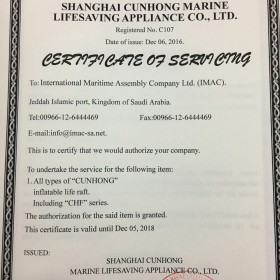 SHANGHAI CUNHONG MARINE
LIFESAVING APPLIANCE CO., LTD.
Registered No. C107
Date of issue: Dec 06, 2016.
CERTIFICATE OF SERVICING
To: International Maritime Assembly Company Ltd. (IMAC).
Jeddah Islamic port, Kingdom of Saudi Arabia.
Tel:00966-12-6444469 Fax:00966-12-6444469
E-mail:info@imac-sa.net.
This is to certify that we would authorize your company.
To undertake the service for the following item:
1. All types of "CUNHONG"
inflatable life raft.
Including "CHF" series.
The authorization for the said item is granted.
This certificate is valid until Dec 05, 2018
ISSUED:
SHANGHAI CUNHONG
MARINE LIFESAVING APPLIANCE CO., LTD.